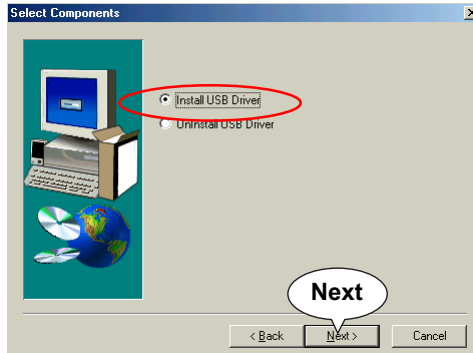 Select Components
Install USB Driver
Uninstall USB Driver
Next
< Back Next > Cancel